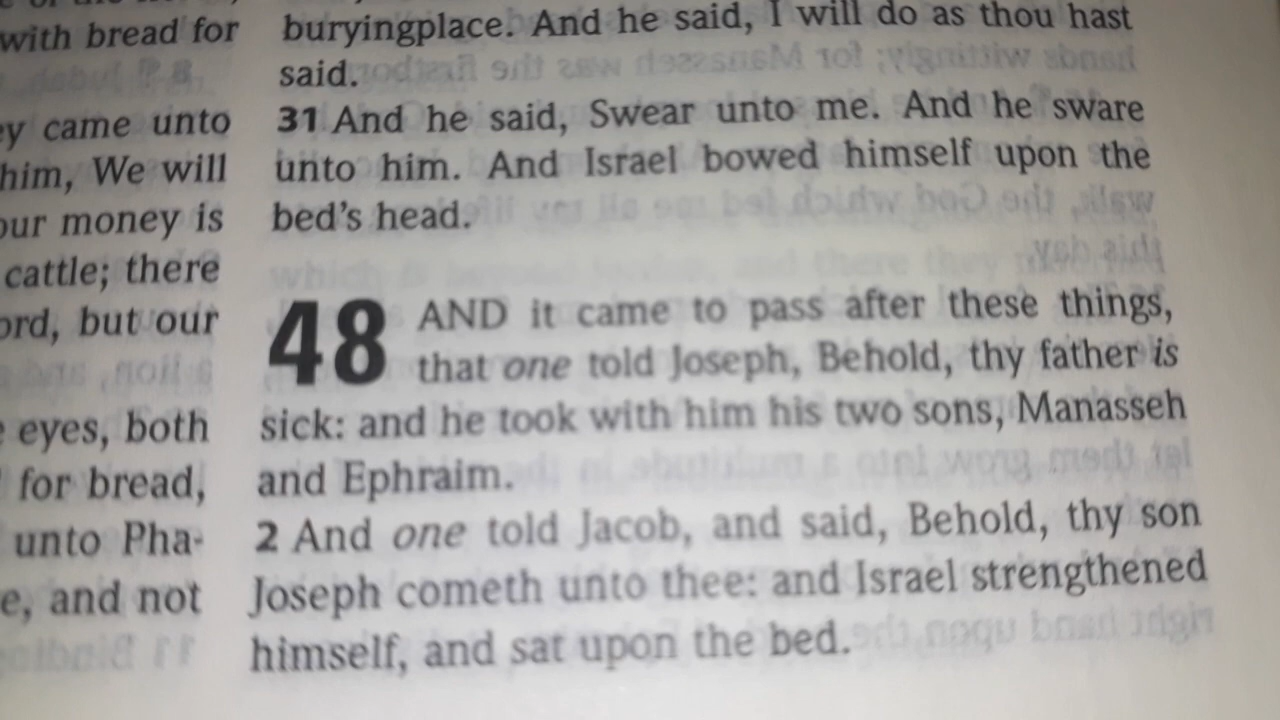 with bread for
came unto
him, We will
our money is
cattle; there
but our
eyes, both
for bread,
unto Pha-
and not
buryingplace. And he said, I will do as thou hast
said.
31 And he said, Swear unto me. And he sware
unto him. And Israel bowed himself upon the
bed's head.
48 AND it came to pass after these things,
that one told Joseph, Behold, thy father is
sick: and he took with him his two sons, Manasseh
and Ephraim.
2 And one told Jacob, and said, Behold, thy son
Joseph cometh unto thee: and Israel strengthened
himself, and sat upon the bed.